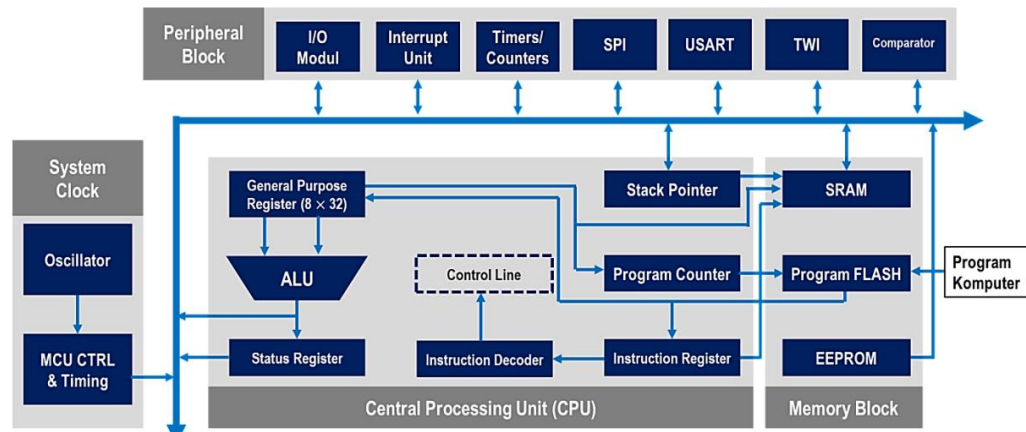 Peripheral
Block
I/O
Modul
Interrupt
Unit
Timers/
Counters
SPI
USART
TWI
Comparator
System
Clock
Oscillator
MCU CTRL
& Timing
General Purpose
Register (8 × 32)
ALU
Status Register
Control Line
Instruction Decoder
Stack Pointer
Program Counter
Instruction Register
Central Processing Unit (CPU)
SRAM
Program FLASH
EEPROM
Memory Block
Program
Komputer